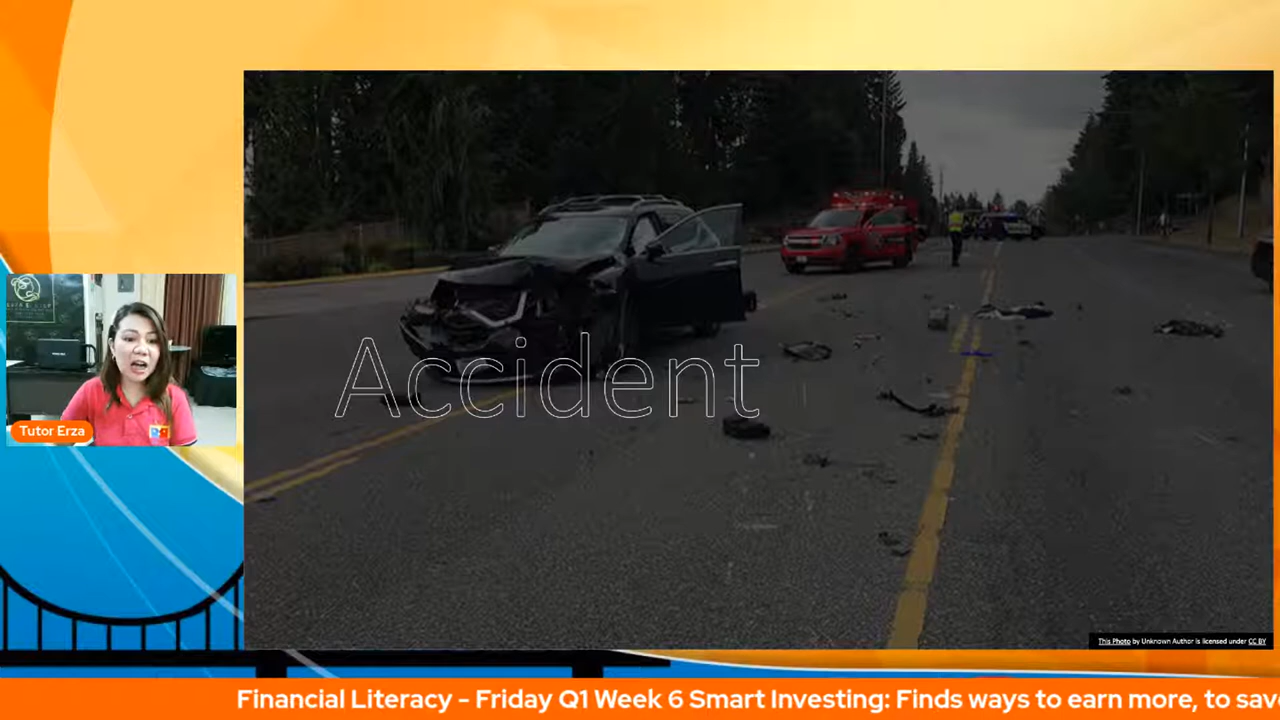 Accident
Tutor Erza
This Photo by Unknown Author is licensed under CC BY
Financial Literacy - Friday Q1 Week 6 Smart Investing: Finds ways to earn more, to sav